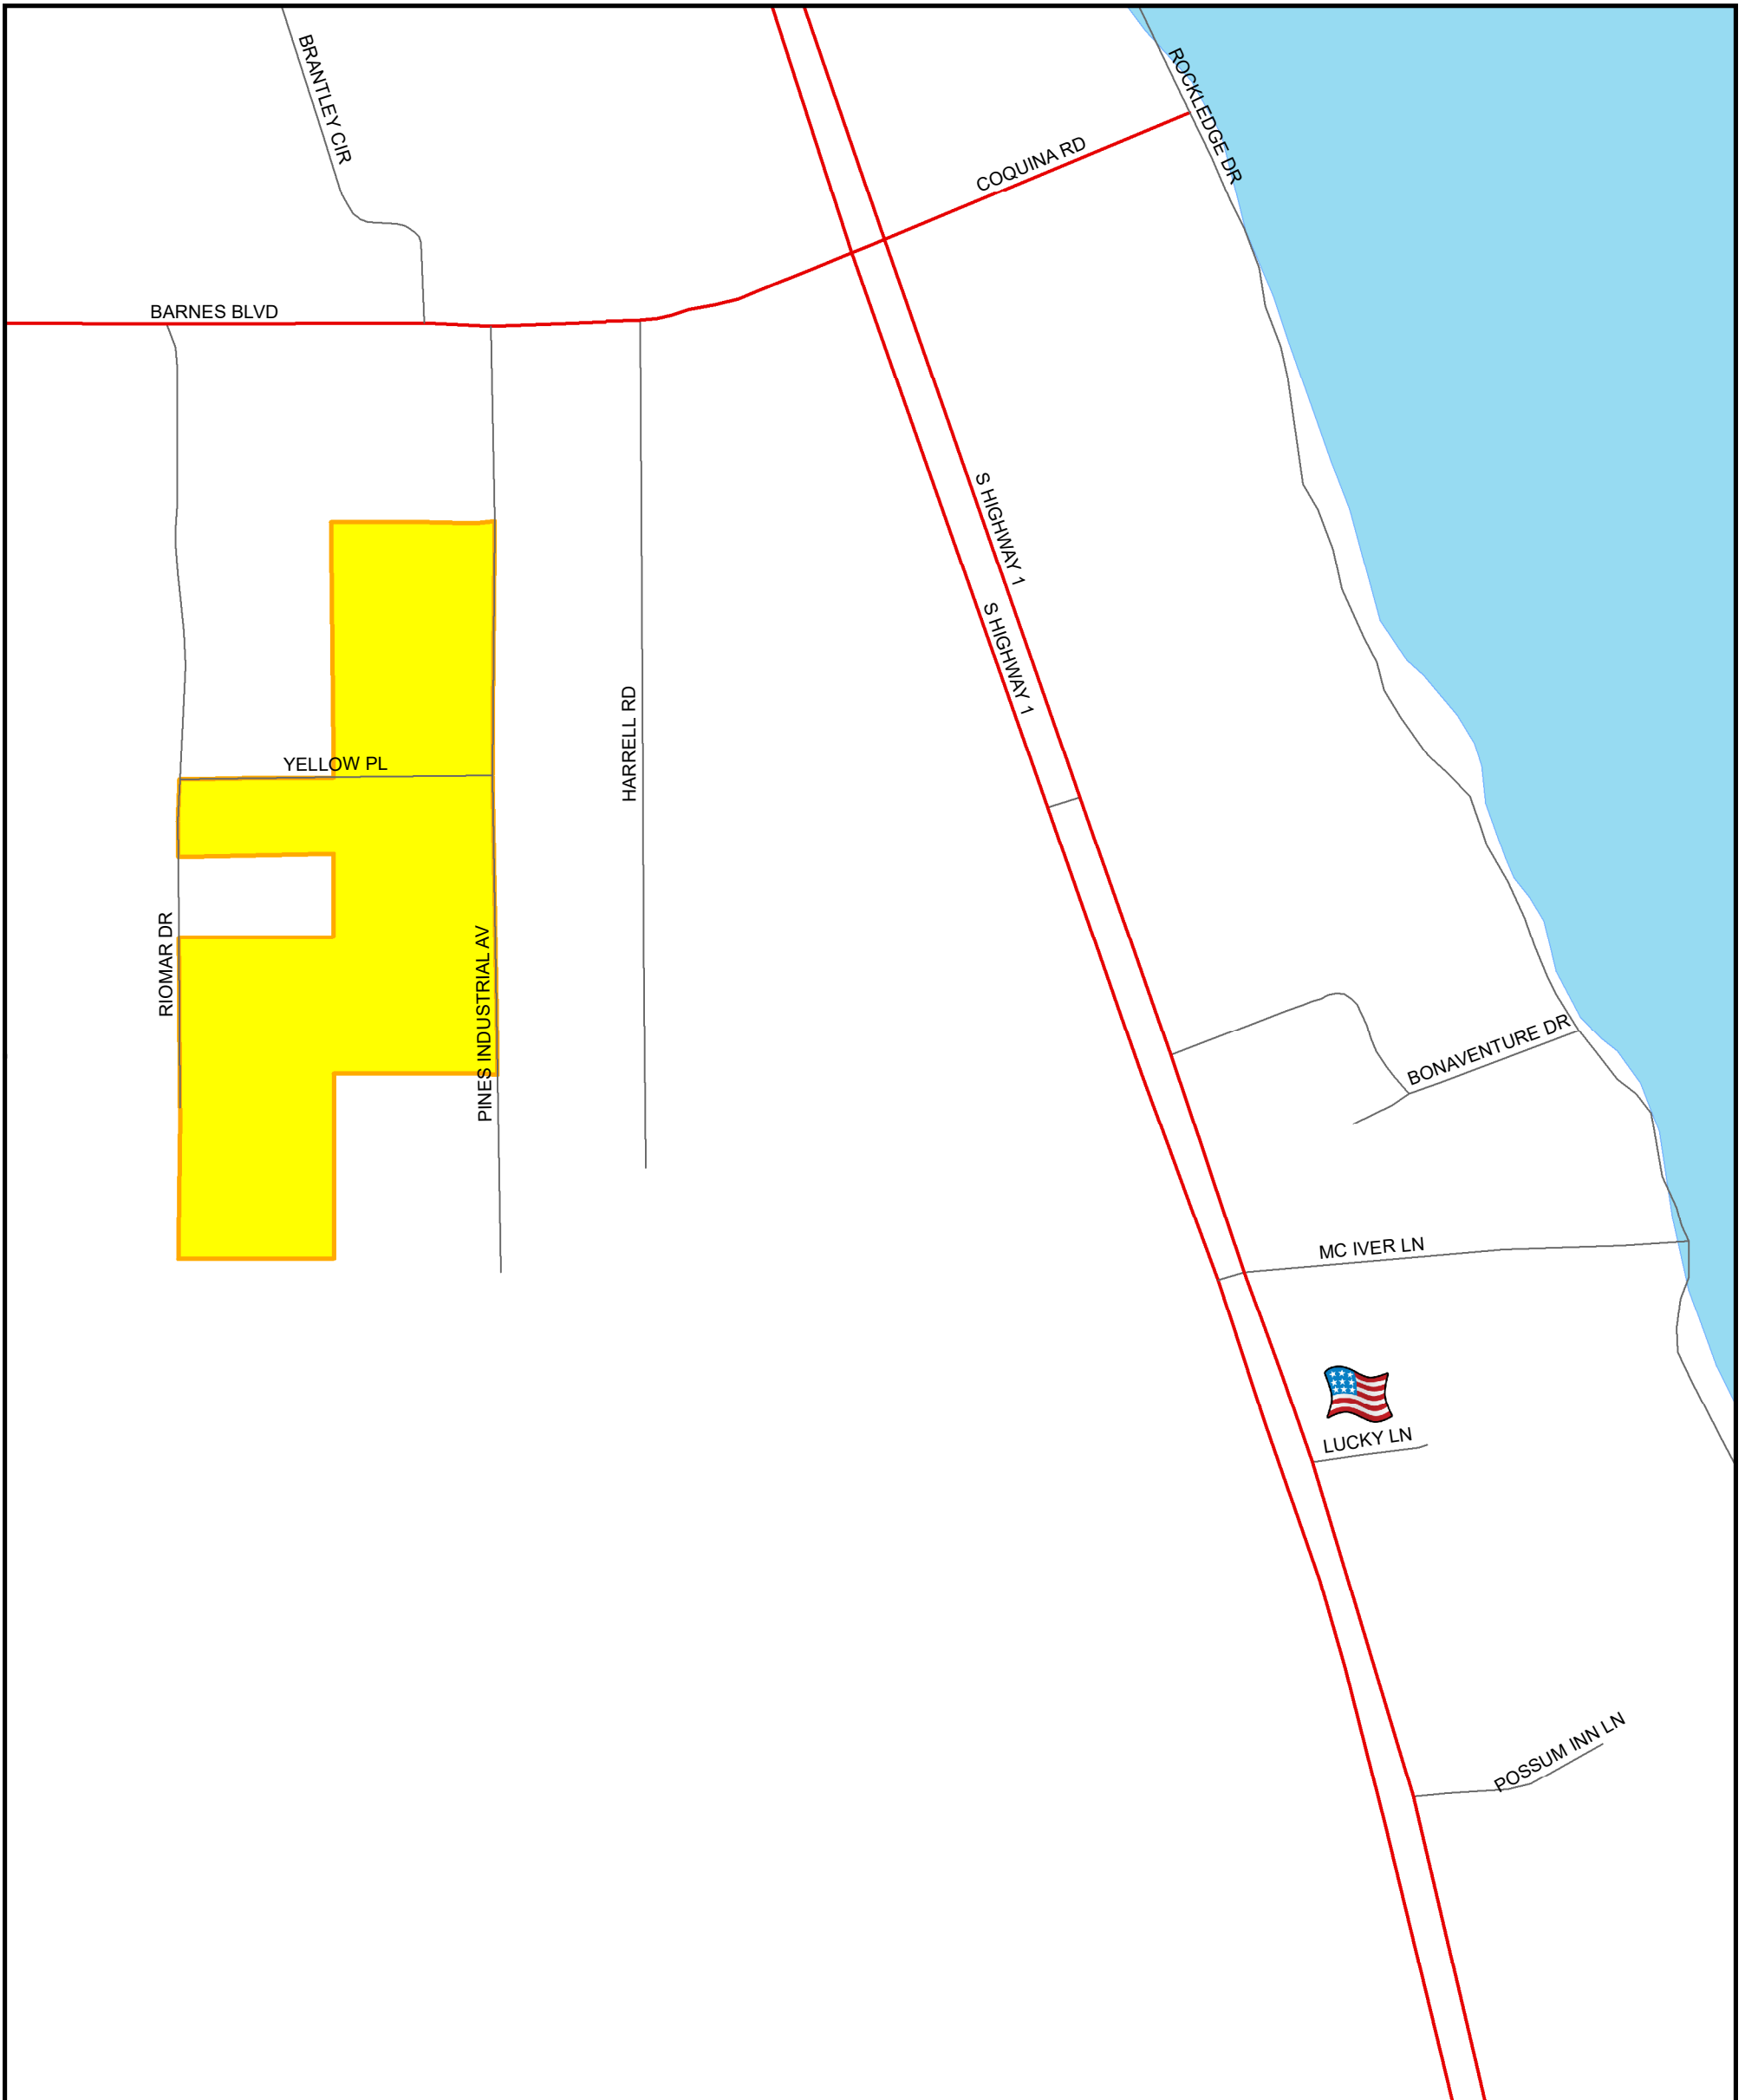 BRANTLEY CIR
ROCKLEDGE DR
COQUINA RD
BARNES BLVD
S HIGHWAY 1
S HIGHWAY 1
HARRELL RD
YELLOW PL
RIOMAR DR
PINES INDUSTRIAL AV
BONAVENTURE DR
MC IVER LN
LUCKY LN
POSSUM INN LN